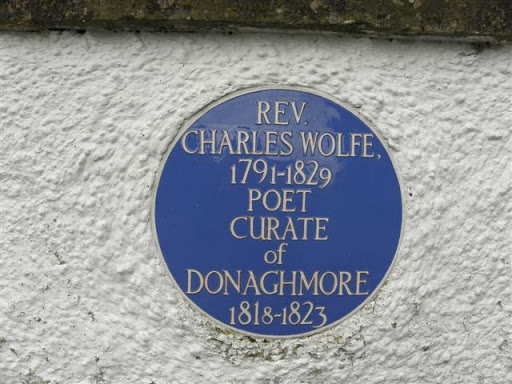 REV.
CHARLES WOLFE,
1791-1829
POET
CURATE
of
DONAGHMORE
1818-1823